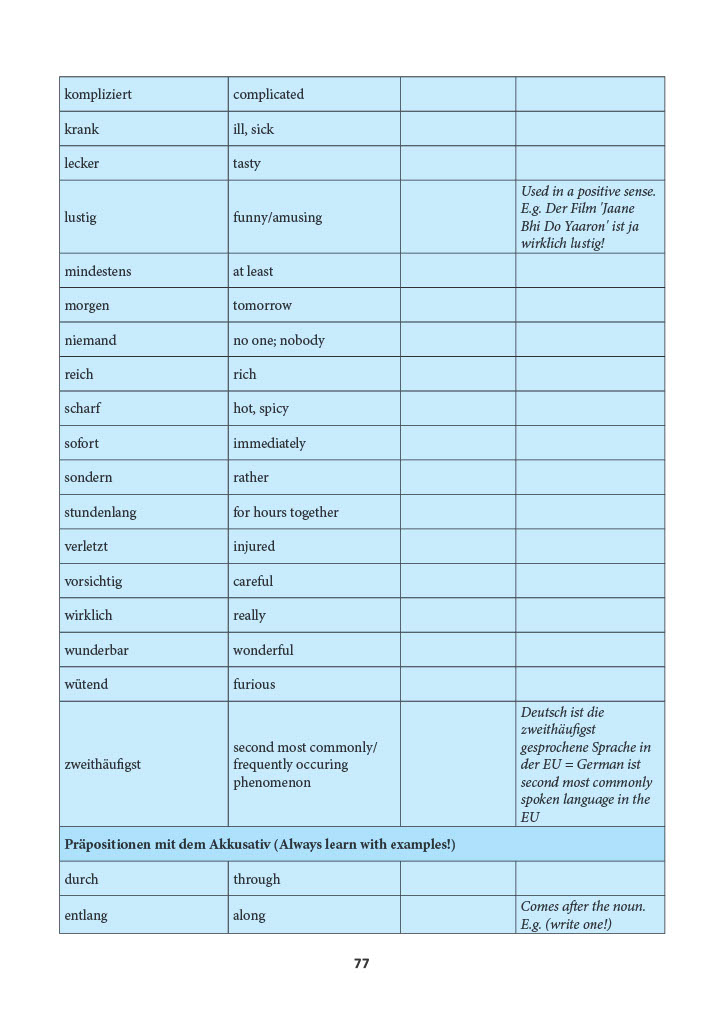 kompliziert complicated
krank ill, sick
lecker tasty
lustig funny/amusing Used in a positive sense.
E.g. Der Film 'Jaane
Bhi Do Yaaron' ist ja
wirklich lustig!
mindestens at least
morgen tomorrow
niemand no one; nobody
reich rich
scharf hot, spicy
sofort immediately
sondern rather
stundenlang for hours together
verletzt injured
vorsichtig careful
wirklich really
wunderbar wonderful
wütend furious
zweithäufigst
second most commonly/
frequently occuring
phenomenon
Deutsch ist die
zweithäufigst
gesprochene Sprache in
der EU = German ist
second most commonly
spoken language in the
EU
Präpositionen mit dem Akkusativ (Always learn with examples!)
durch through
entlang along Comes after the noun.
E.g. (write one!)
77